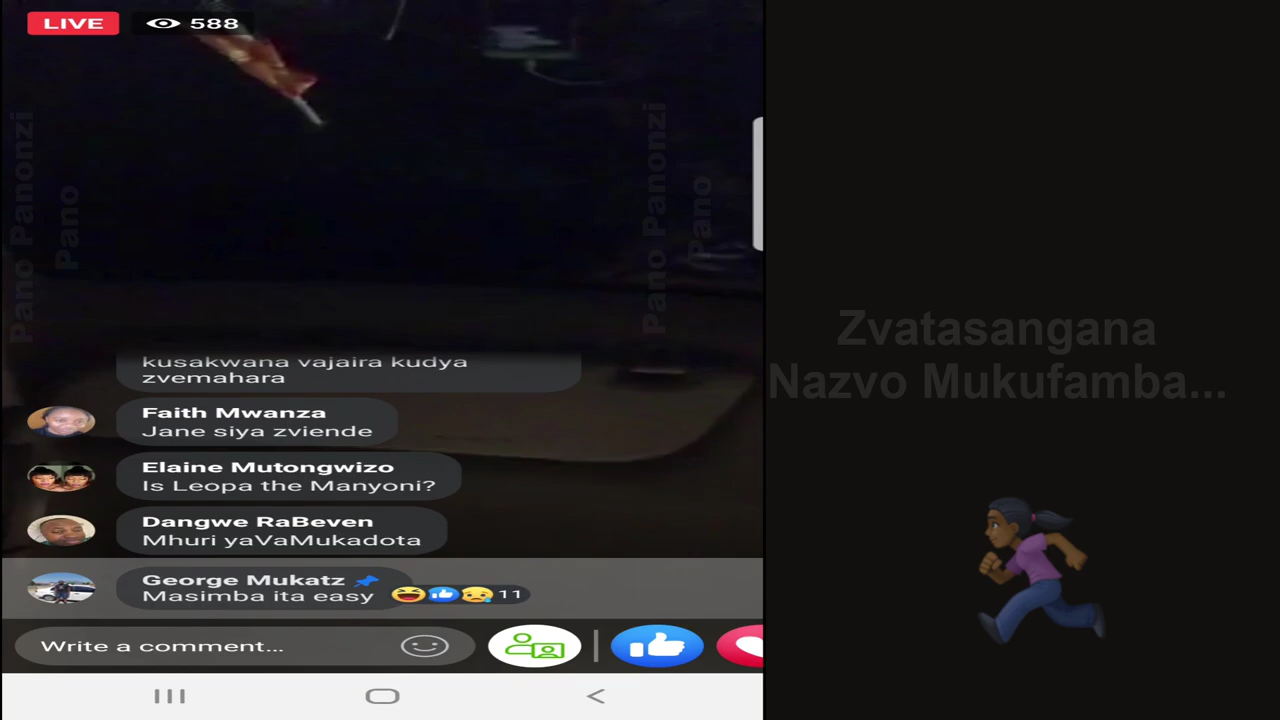 LIVE
588
Pano Panonzi
Pano
Pano Panonzi
Pano
kusakwana vajaira kudya
zvemahara
Faith Mwanza
Jane siya zviende
Elaine Mutongwizo
Is Leopa the Manyoni?
Dangwe RaBeven
Mhuri yaVaMukadota
George Mukatz
Masimba ita easy
11
Write a comment...
Zvatasangana
Nazvo Mukufamba...